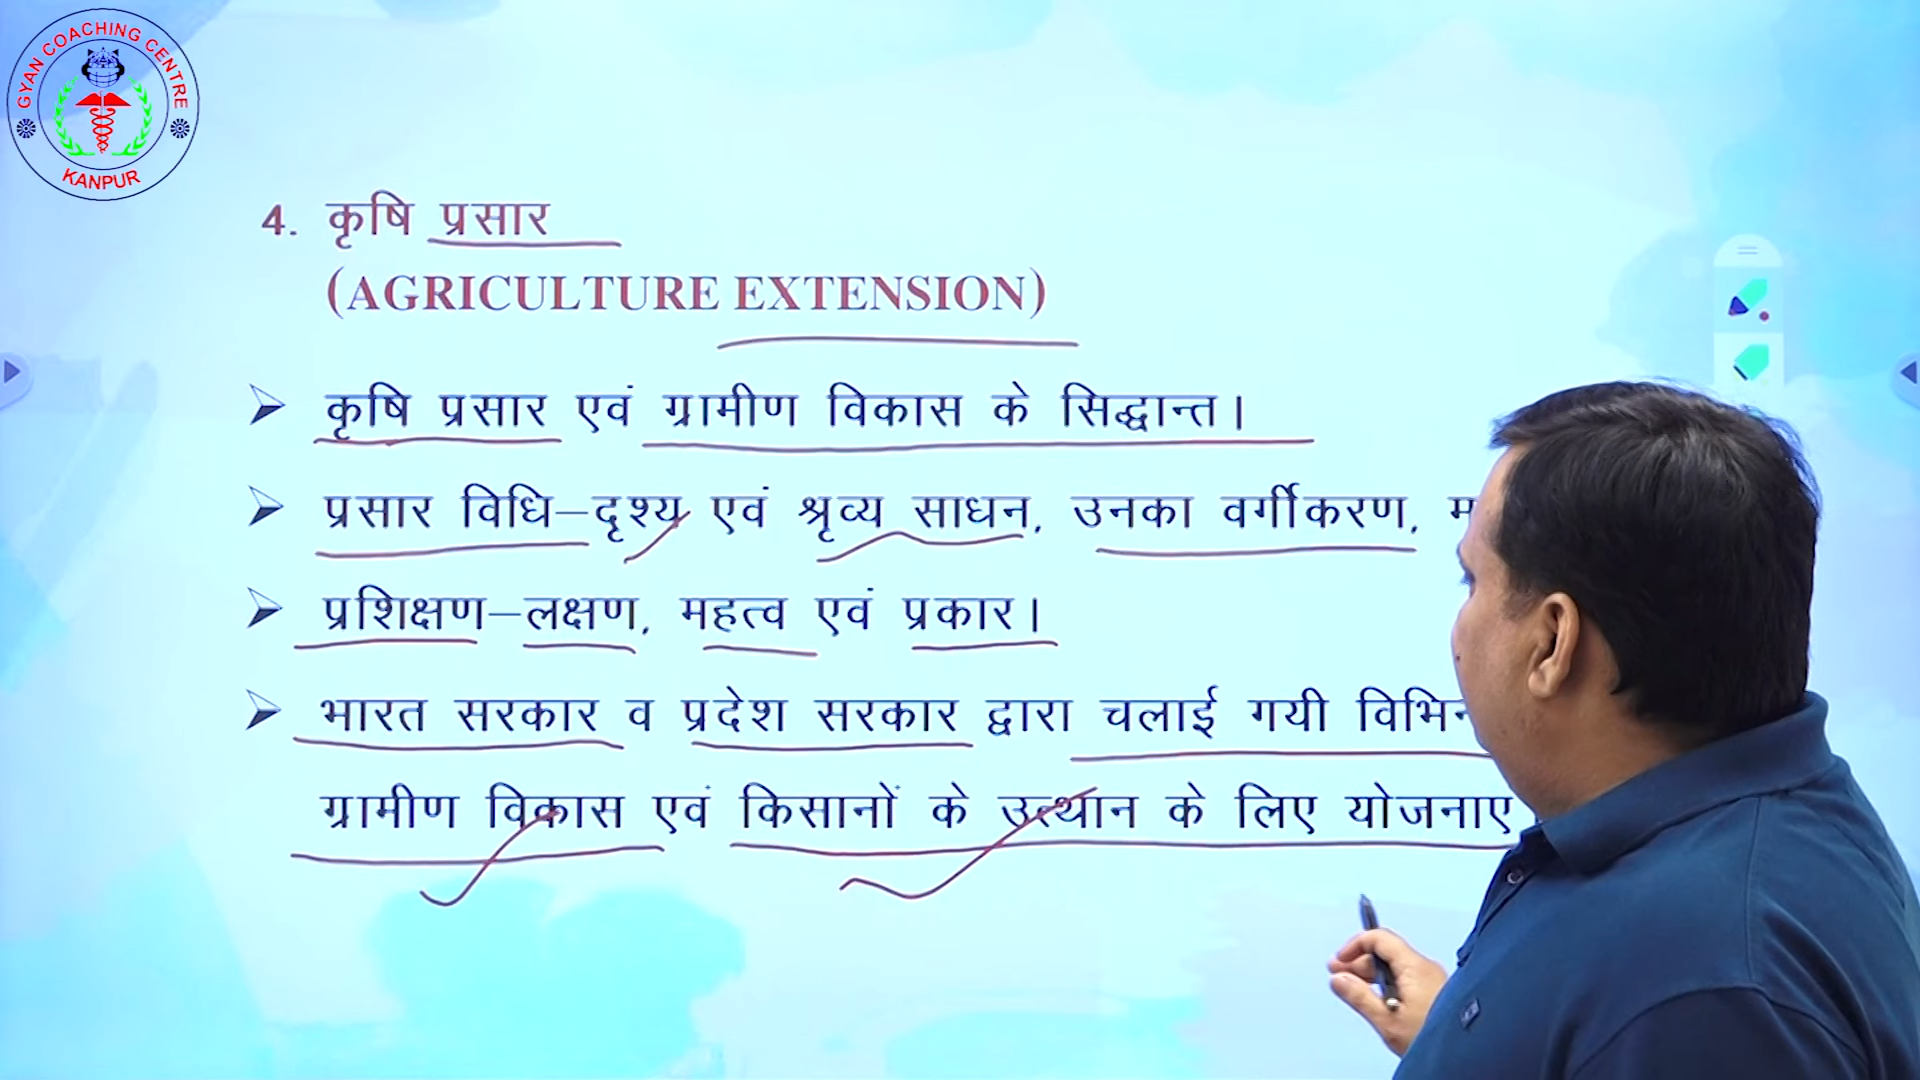 GYAN COACHING CENTRE
KANPUR
4. कृषि प्रसार
(AGRICULTURE EXTENSION)
कृषि प्रसार एवं ग्रामीण विकास के सिद्धान्त।
प्रसार विधि–दृश्य एवं श्रृव्य साधन, उनका वर्गीकरण,
प्रशिक्षण–लक्षण, महत्व एवं प्रकार।
भारत सरकार व प्रदेश सरकार द्वारा चलाई गयी
ग्रामीण विकास एवं किसानों के उत्थान के लिए योजनाए